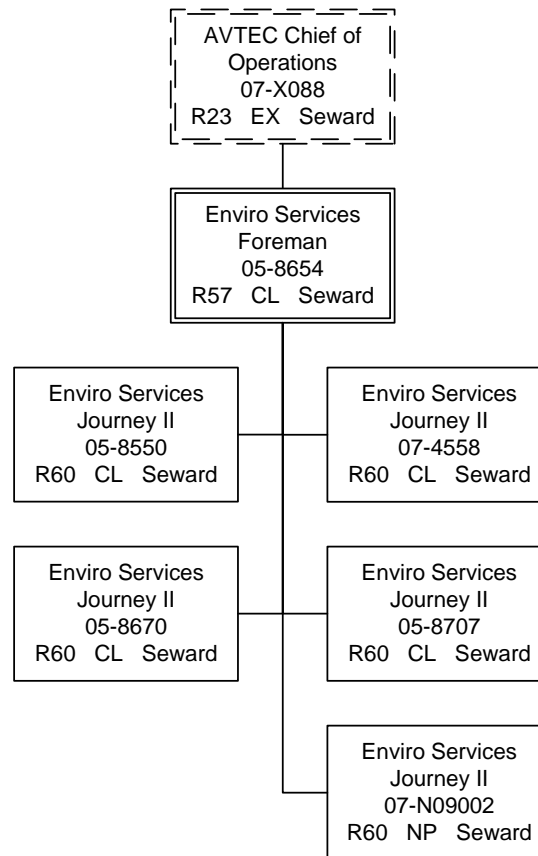 AVTEC Chief of
Operations
07-X088
R23 EX Seward
Enviro Services
Foreman
05-8654
R57 CL Seward
Enviro Services
Journey II
05-8550
R60 CL Seward
Enviro Services
Journey II
07-4558
R60 CL Seward
Enviro Services
Journey II
05-8670
R60 CL Seward
Enviro Services
Journey II
05-8707
R60 CL Seward
Enviro Services
Journey II
07-N09002
R60 NP Seward